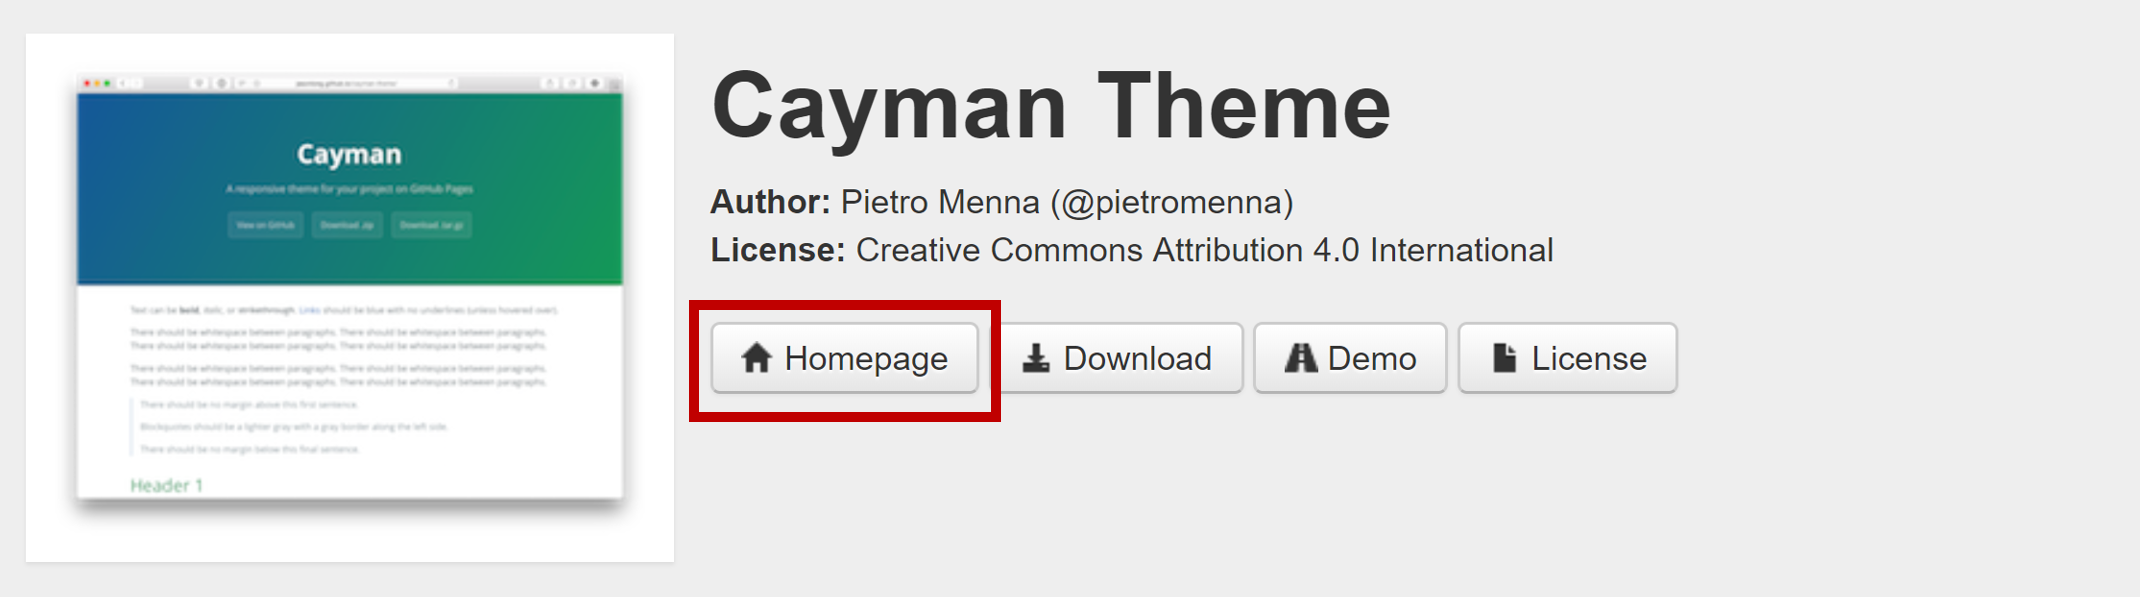 Cayman
A responsive theme for your project on GitHub Pages
View on GitHub Download .zip Download .tar.gz
Text can be bold, italic, or strikethrough. Links should be blue with no underlines (unless hovered over).
There should be whitespace between paragraphs. There should be whitespace between paragraphs.
There should be whitespace between paragraphs. There should be whitespace between paragraphs.
There should be whitespace between paragraphs. There should be whitespace between paragraphs.
There should be whitespace between paragraphs. There should be whitespace between paragraphs.
There should be no margin above this first sentence.
Blockquotes should be a lighter gray with a gray border along the left side.
There should be no margin below this final sentence.
Header 1
Cayman Theme
Author: Pietro Menna (@pietromenna)
License: Creative Commons Attribution 4.0 International
Homepage Download Demo License